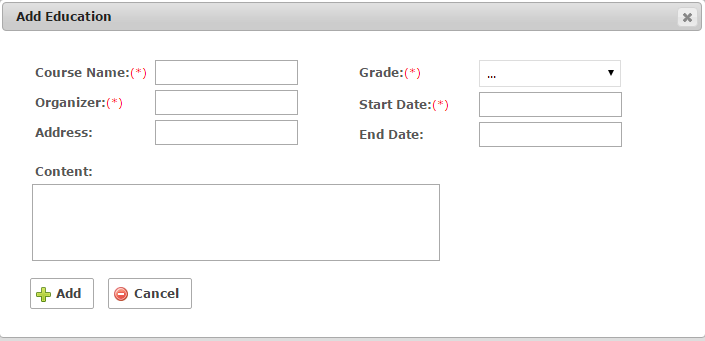 Add Education
Course Name:(*)
Grade:(*)
...
Organizer:(*)
Start Date:(*)
Address:
End Date:
Content:
Add
Cancel